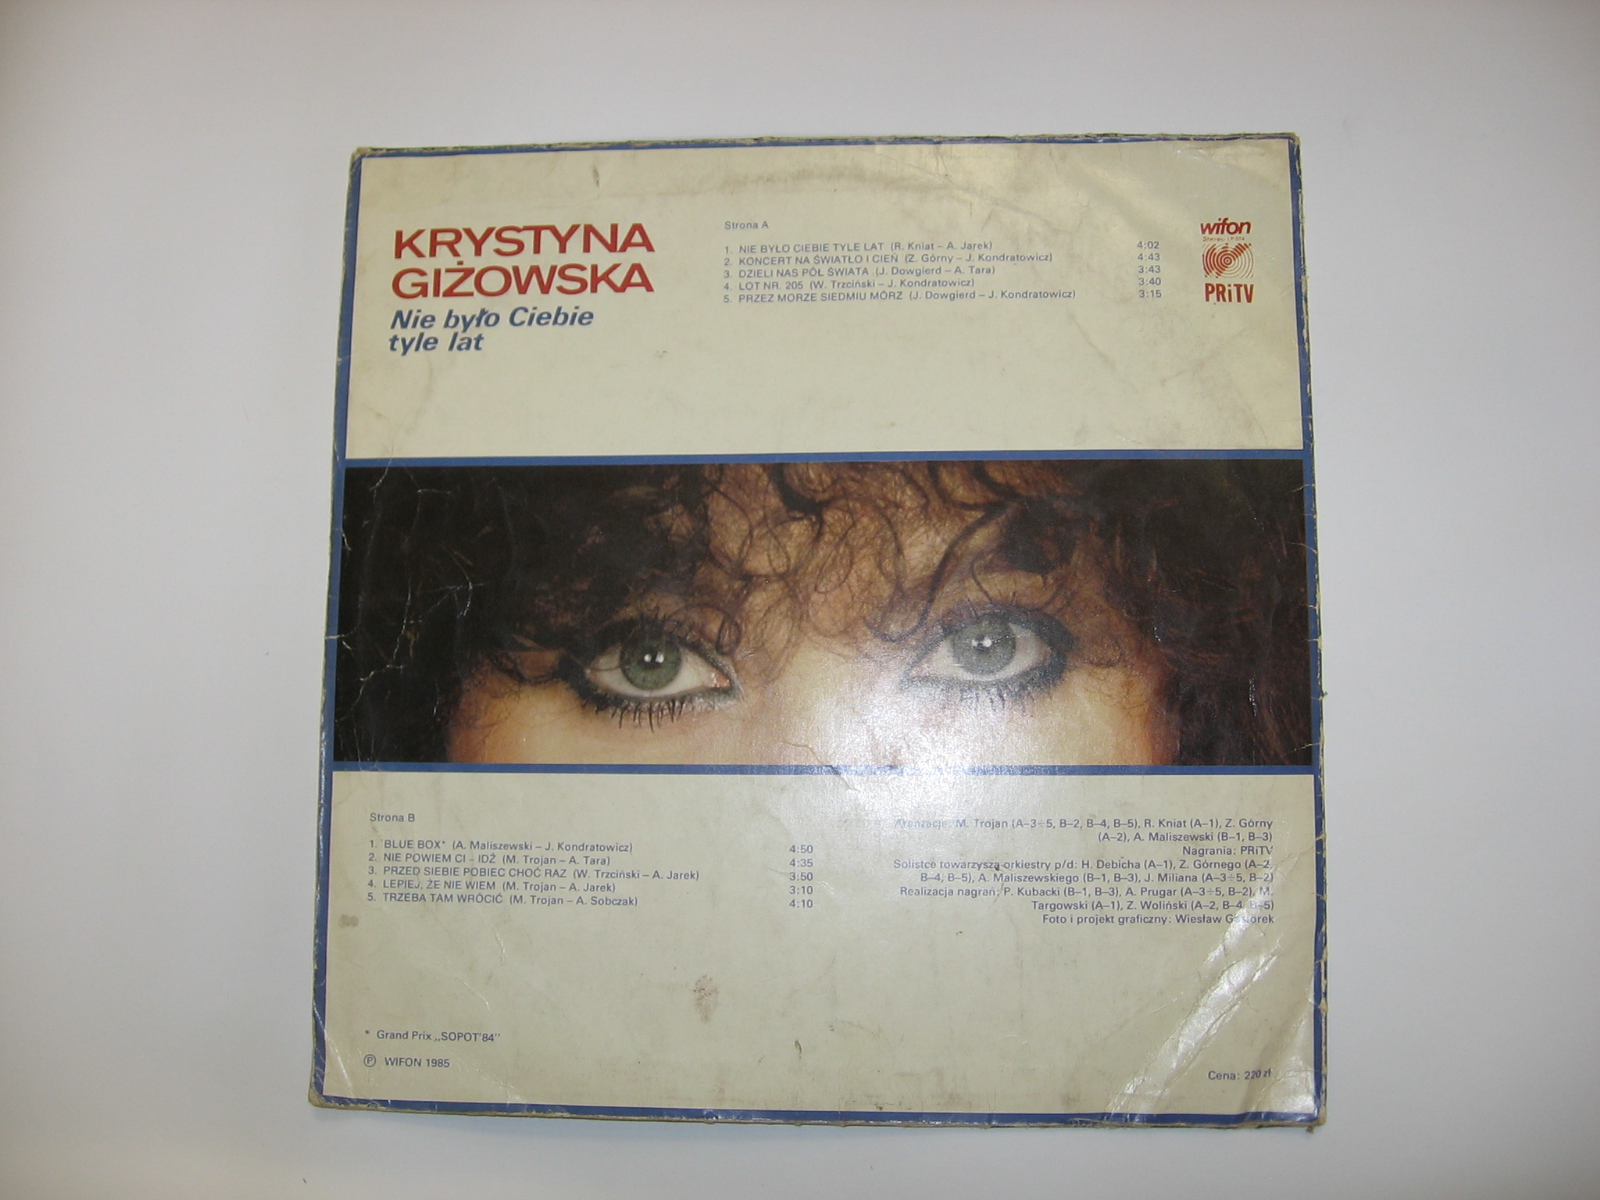 KRYSTYNA
GIŻOWSKA
Nie było Ciebie
tyle lat
Strona A
1. NIE BYŁO CIEBIE TYLE LAT (R. Kniat – A. Jarek) 4:02
2. KONCERT NA ŚWIATŁO I CIEŃ (Z. Górny – J. Kondratowicz) 4:43
3. DZIELI NAS PÓŁ ŚWIATA (J. Dowgierd – A. Tara) 3:43
4. LOT NR. 205 (W. Trzciński – J. Kondratowicz) 3:40
5. PRZEZ MORZE SIEDMIU MÓRZ (J. Dowgierd – J. Kondratowicz) 3:15
wifon
Stereo
PRiTV
Strona B
1. BLUE BOX* (A. Maliszewski – J. Kondratowicz) 4:50
2. NIE POWIEM CI – IDŹ (M. Trojan – A. Tara) 4:35
3. PRZED SIEBIE POBIEC CHOĆ RAZ (W. Trzciński – A. Jarek) 3:50
4. LEPIEJ, ŻE NIE WIEM (M. Trojan – A. Jarek) 3:10
5. TRZEBA TAM WRÓCIĆ (M. Trojan – A. Sobczak) 4:10
Aranżacje: M. Trojan (A–3÷5, B–2, B–4, B–5), R. Kniat (A–1), Z. Górny
(A–2), A. Maliszewski (B–1, B–3)
Nagrania: PRiTV
Solistce towarzyszą orkiestry p/d: H. Debicha (A–1), Z. Górnego (A–2,
B–4, B–5), A. Maliszewskiego (B–1, B–3), J. Miliana (A–3÷5, B–2)
Realizacja nagrań: P. Kubacki (B–1, B–3), A. Prugar (A–3÷5, B–2), M.
Targowski (A–1), Z. Woliński (A–2, B–4, B–5)
Foto i projekt graficzny: Wiesław
* Grand Prix „SOPOT'84"
Ⓟ WIFON 1985
Cena: 220 zł